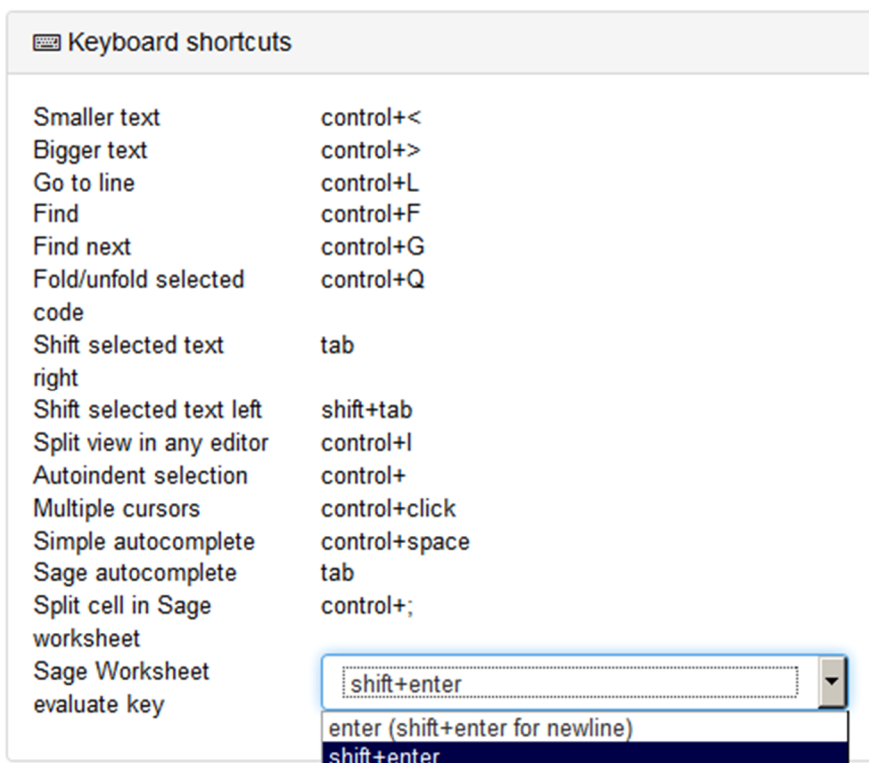 Keyboard shortcuts
Smaller text control+<
Bigger text control+>
Go to line control+L
Find control+F
Find next control+G
Fold/unfold selected control+Q
code
Shift selected text tab
right
Shift selected text left shift+tab
Split view in any editor control+I
Autoindent selection control+
Multiple cursors control+click
Simple autocomplete control+space
Sage autocomplete tab
Split cell in Sage control+;
worksheet
Sage Worksheet shift+enter
evaluate key
enter (shift+enter for newline)
shift+enter